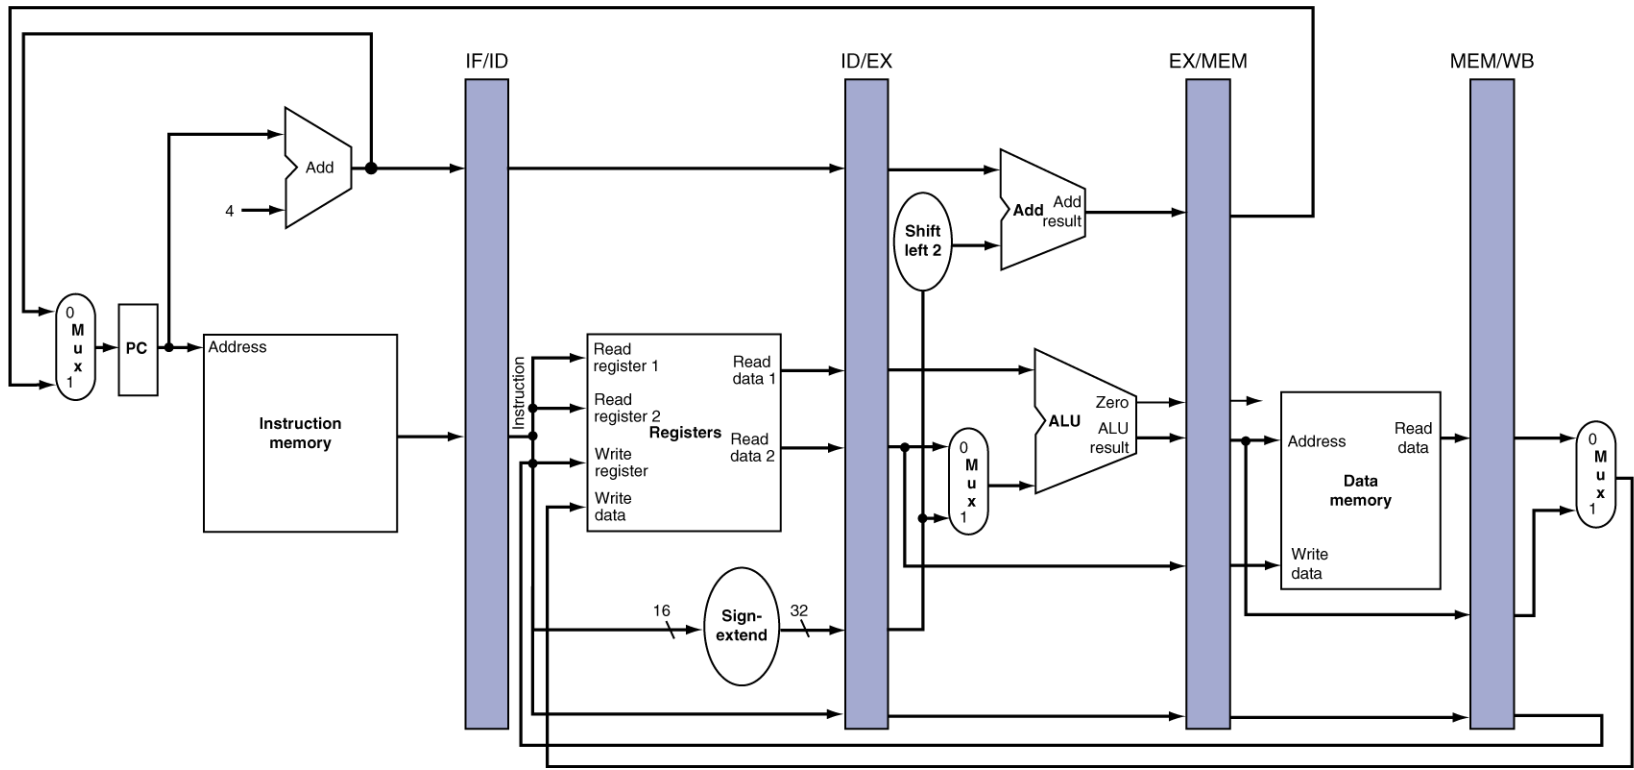 IF/ID
ID/EX
EX/MEM
MEM/WB
Add
4
0
M
u
x
1
PC
Address
Instruction
memory
Instruction
Read
register 1
Read
register 2
Registers
Write
register
Write
data
Read
data 1
Read
data 2
16
Sign-
extend
32
Shift
left 2
Add
Add
result
0
M
u
x
1
ALU
Zero
ALU
result
Address
Read
data
Data
memory
Write
data
0
M
u
x
1